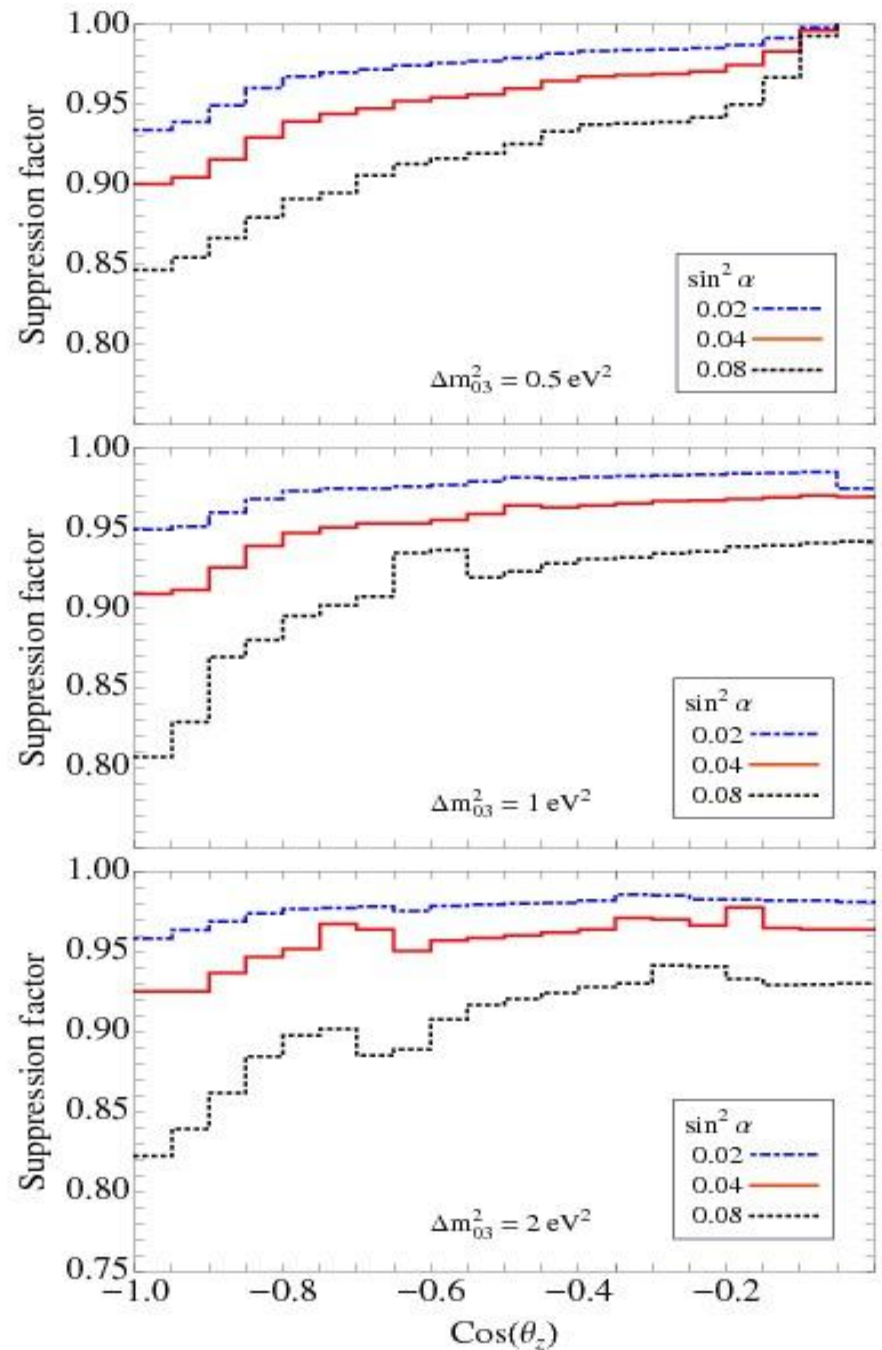 1.00
0.95
0.90
0.85
0.80
Suppression factor
sin² α
0.02
0.04
0.08
Δm²₀₃ = 0.5 eV²
1.00
0.95
0.90
0.85
0.80
Suppression factor
sin² α
0.02
0.04
0.08
Δm²₀₃ = 1 eV²
1.00
0.95
0.90
0.85
0.80
0.75
Suppression factor
sin² α
0.02
0.04
0.08
Δm²₀₃ = 2 eV²
−1.0 −0.8 −0.6 −0.4 −0.2
Cos(θz)